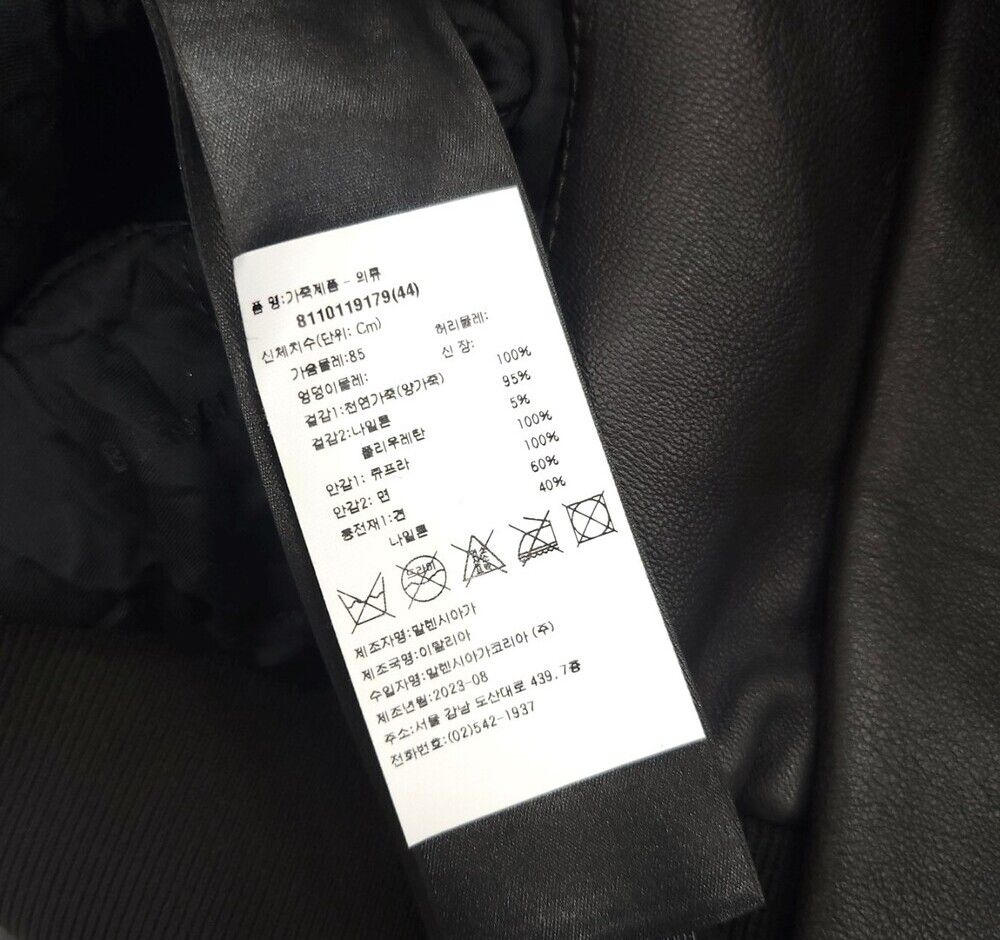 품 명:가죽제품 - 의류
8110119179(44)
신체치수(단위: Cm)
가슴둘레:85 허리둘레:
엉덩이둘레: 신 장:
겉감1:천연가죽(양가죽) 100%
겉감2:나일론 95%
폴리우레탄 5%
안감1: 큐프라 100%
안감2: 면 100%
충전재1:견 60%
나일론 40%
드라이
염소
표백
제조자명:발렌시아가
제조국명:이탈리아
수입자명:발렌시아가코리아 (주)
제조년월:2023-08
주소:서울 강남 도산대로 439,7층
전화번호:(02)542-1937